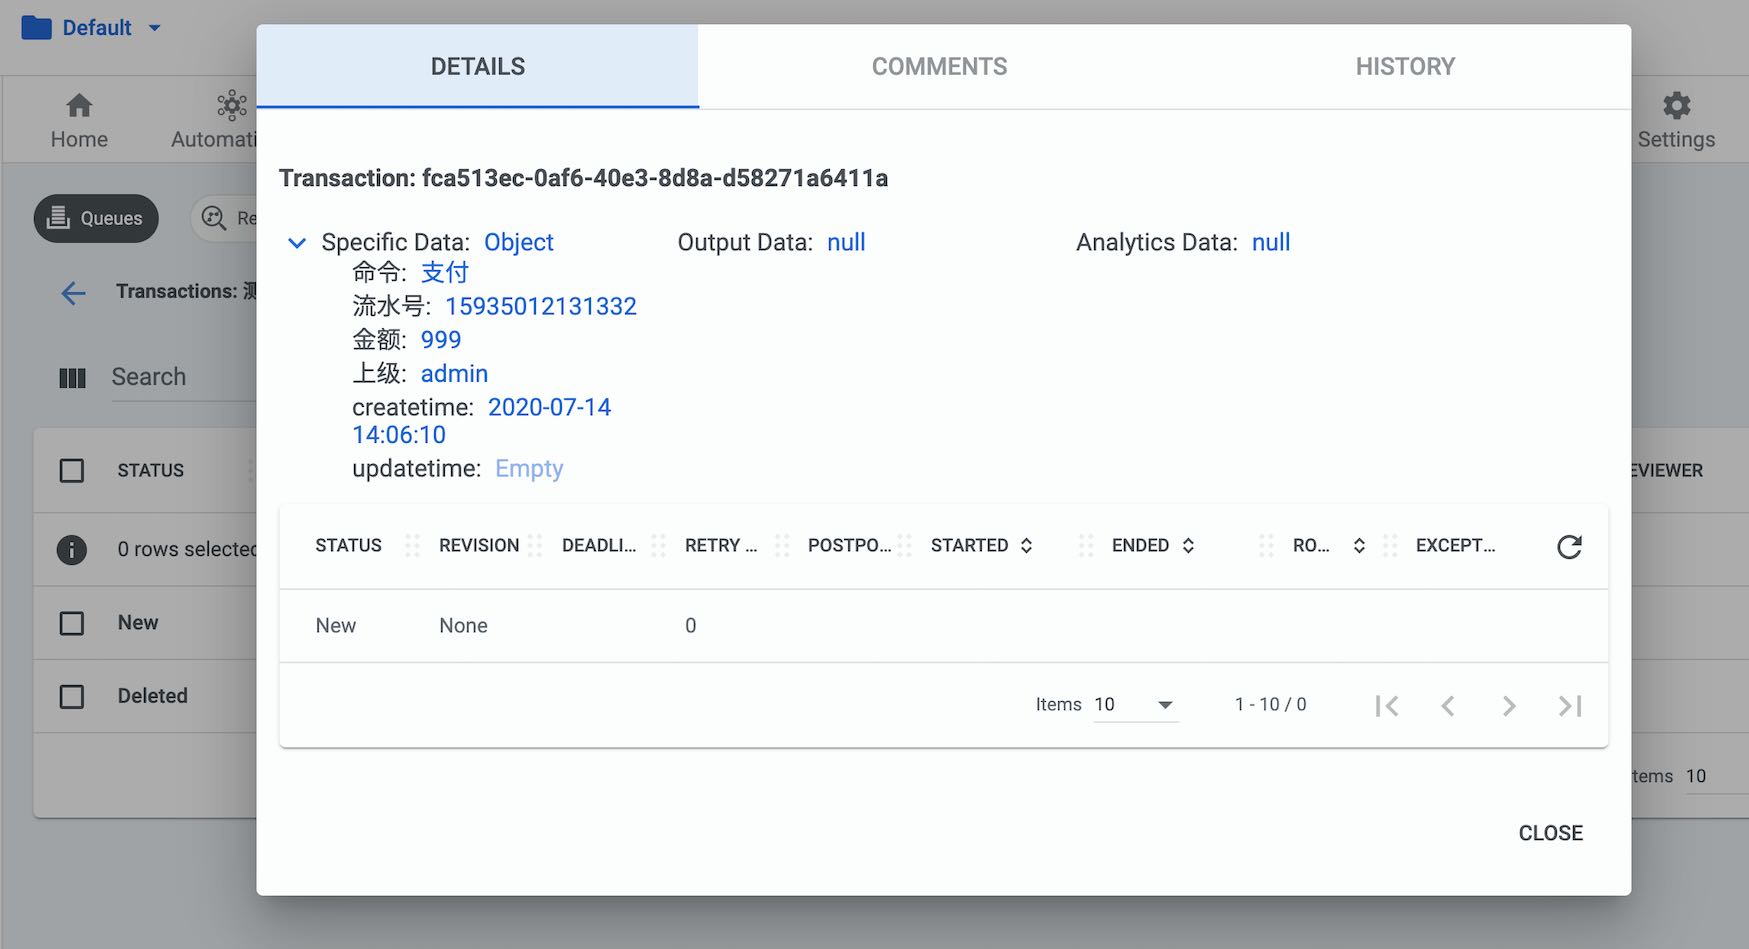 Default
DETAILS
COMMENTS
HISTORY
Home
Automati
Settings
Transaction: fca513ec-0af6-40e3-8d8a-d58271a6411a
Queues
Re
Specific Data: Object
Output Data: null
Analytics Data: null
命令: 支付
流水号: 15935012131332
金额: 999
上级: admin
createtime: 2020-07-14
14:06:10
updatetime: Empty
Transactions: 测
Search
STATUS
EVIEWER
0 rows selected
New
Deleted
STATUS REVISION DEADLI... RETRY ... POSTPO... STARTED ENDED RO... EXCEPT...
New None 0
Items 10 1 - 10 / 0
tems 10
CLOSE